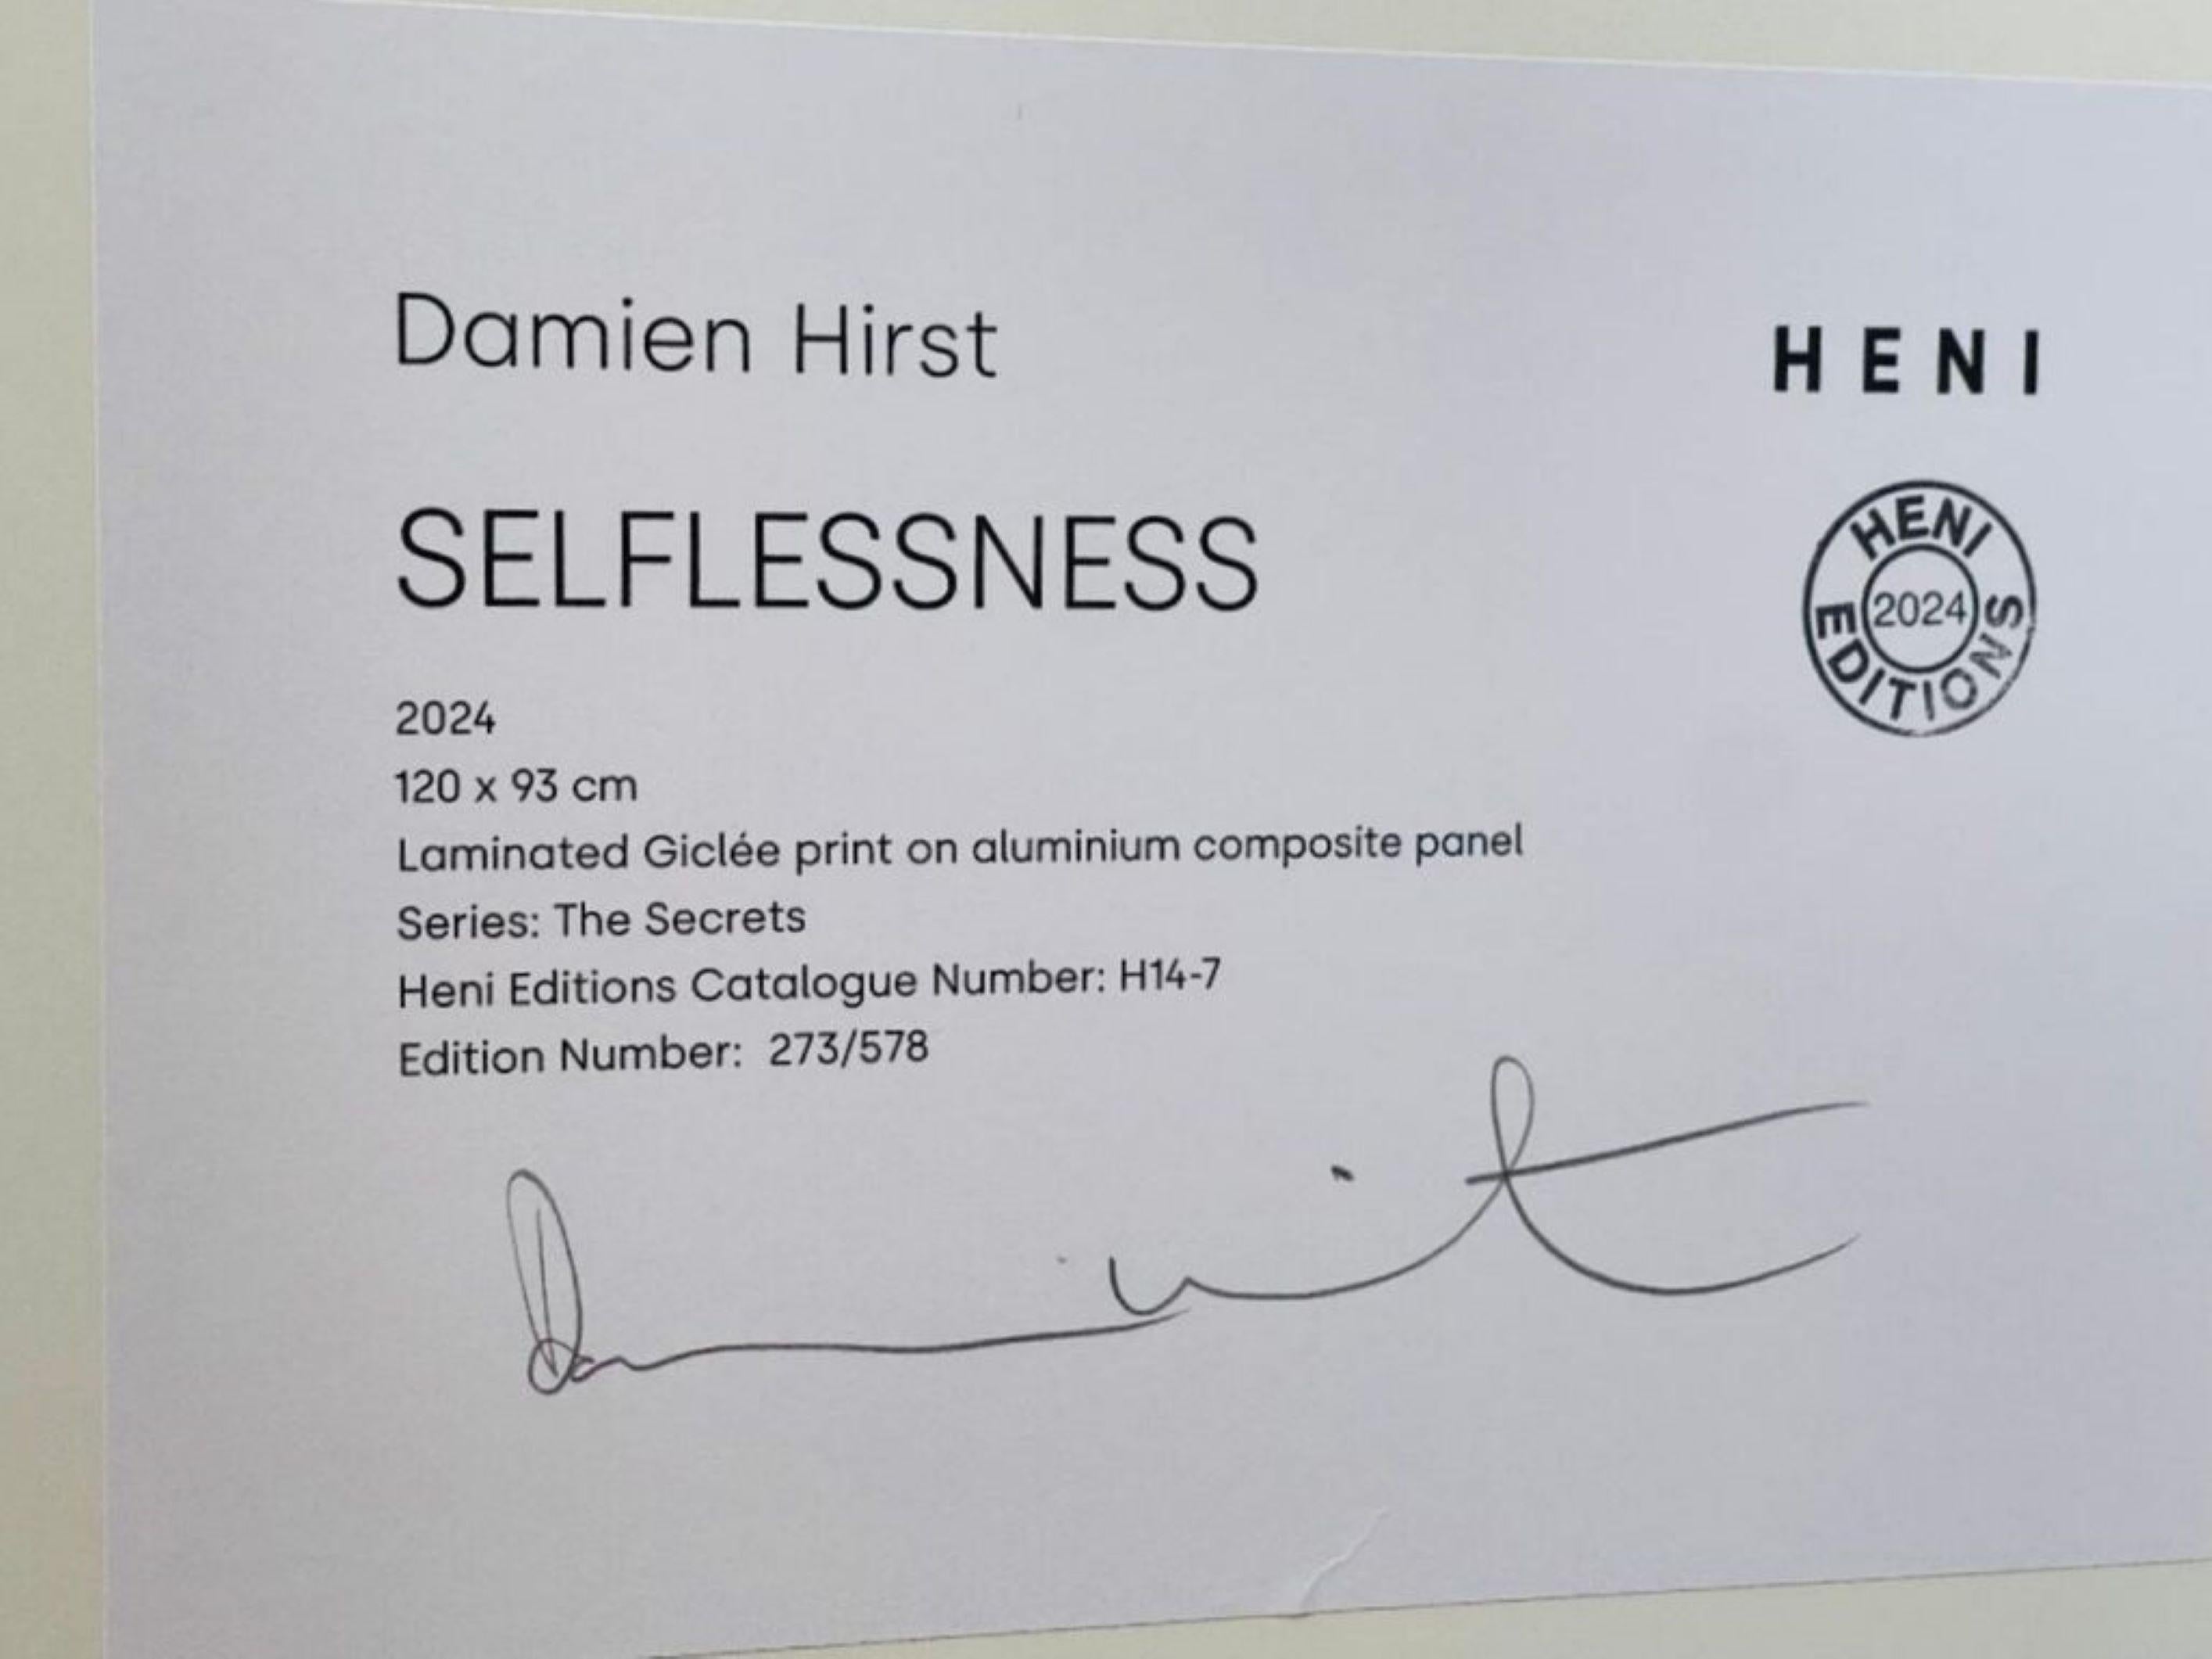 Damien Hirst
HENI
SELFLESSNESS
HENI
2024
EDITIONS
2024
120 x 93 cm
Laminated Giclée print on aluminium composite panel
Series: The Secrets
Heni Editions Catalogue Number: H14-7
Edition Number: 273/578